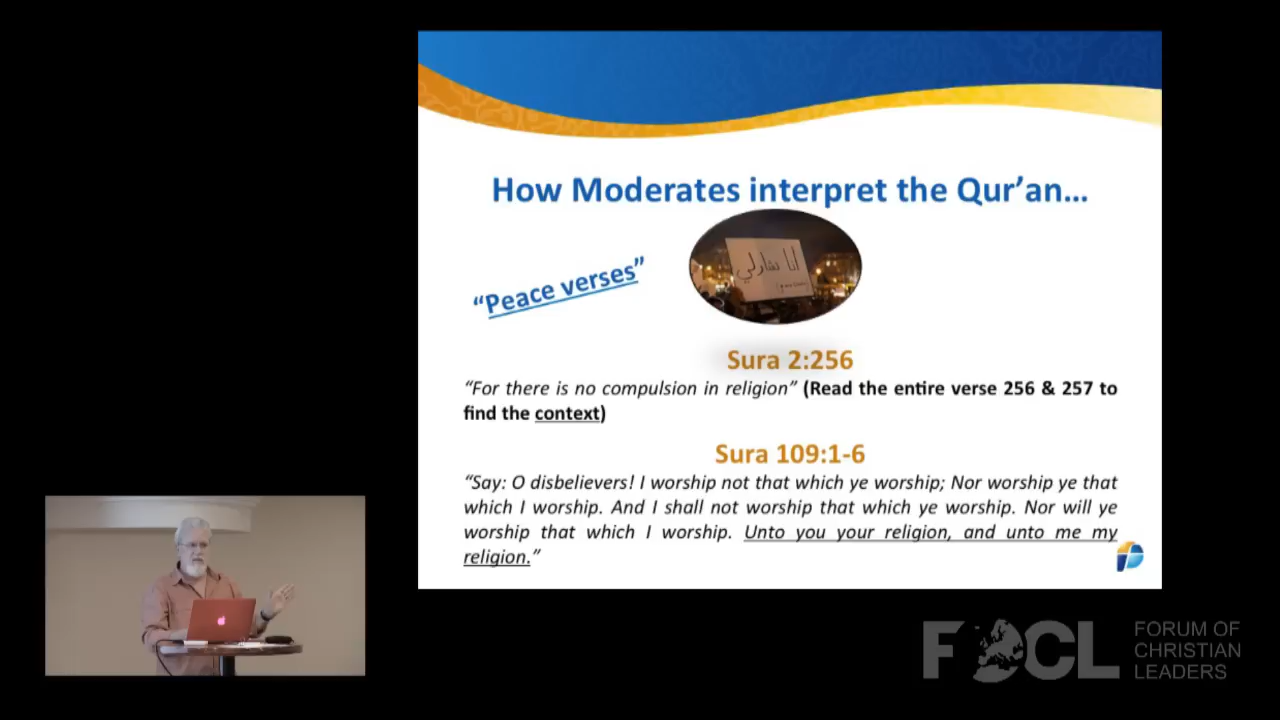 How Moderates interpret the Qur’an...
أنا تشارلي
“Peace verses”
Sura 2:256
“For there is no compulsion in religion” (Read the entire verse 256 & 257 to
find the context)
Sura 109:1-6
“Say: O disbelievers! I worship not that which ye worship; Nor worship ye that
which I worship. And I shall not worship that which ye worship. Nor will ye
worship that which I worship. Unto you your religion, and unto me my
religion.”
FOCL
FORUM OF
CHRISTIAN
LEADERS